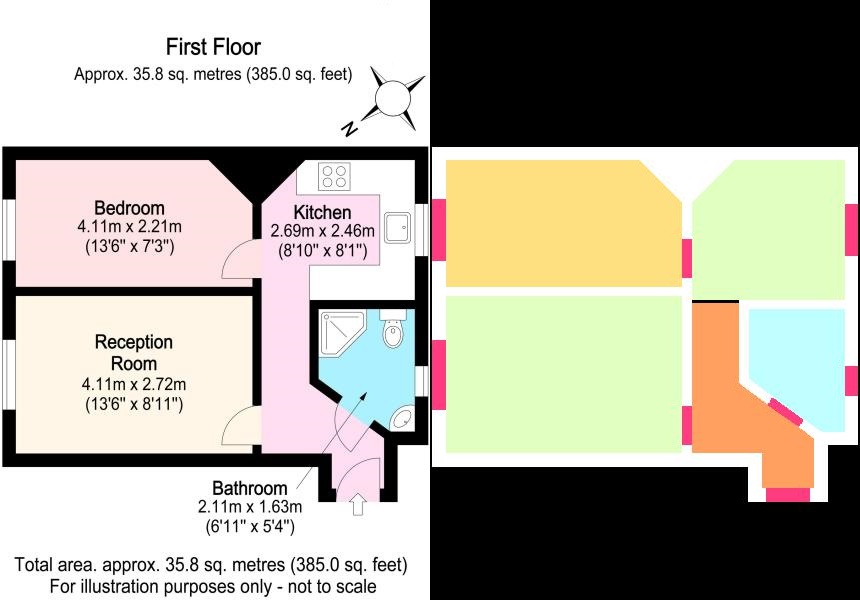 First Floor
Approx. 35.8 sq. metres (385.0 sq. feet)
N
Bedroom
4.11m x 2.21m
(13'6" x 7'3")
Kitchen
2.69m x 2.46m
(8'10" x 8'1")
Reception
Room
4.11m x 2.72m
(13'6" x 8'11")
Bathroom
2.11m x 1.63m
(6'11" x 5'4")
Total area. approx. 35.8 sq. metres (385.0 sq. feet)
For illustration purposes only - not to scale